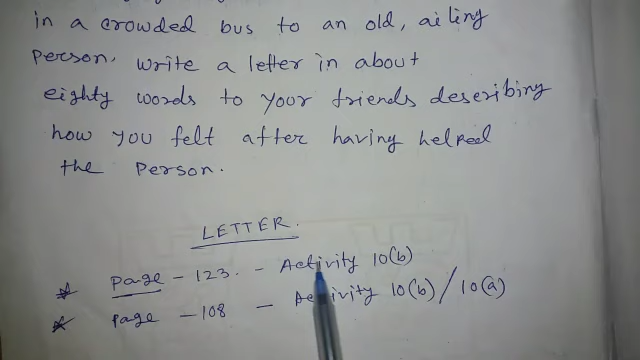 in a crowded bus to an old, ailing
Person. Write a letter in about
eighty words to your friends describing
how you felt after having helped
the Person.
LETTER.
* Page - 123. - Activity 10(b)
* Page - 108 - Activity 10(b) / 10(a)